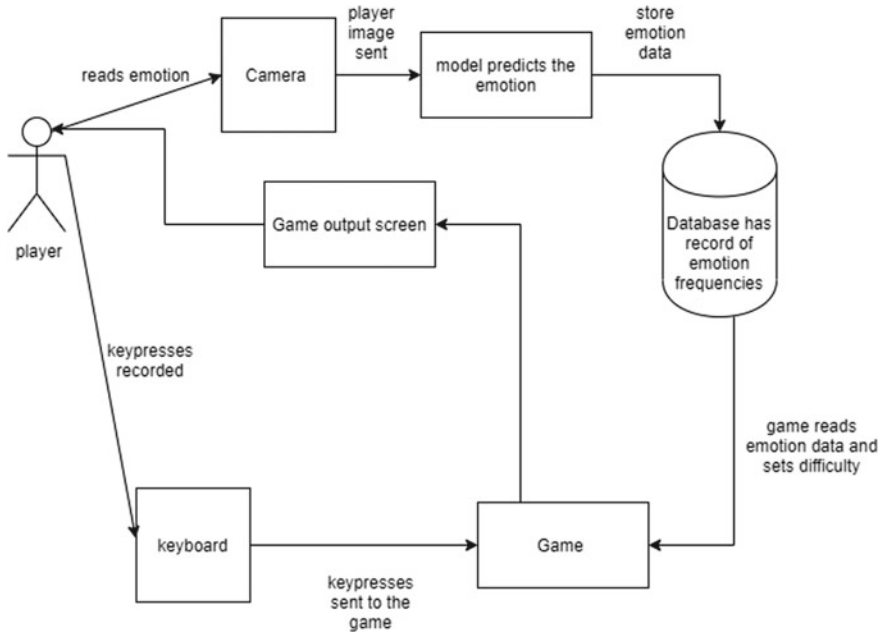 player
image
sent
store
emotion
data
reads emotion
Camera
model predicts the
emotion
Game output screen
Database has
record of
emotion
frequencies
player
keypresses
recorded
game reads
emotion data and
sets difficulty
keyboard
Game
keypresses
sent to the
game